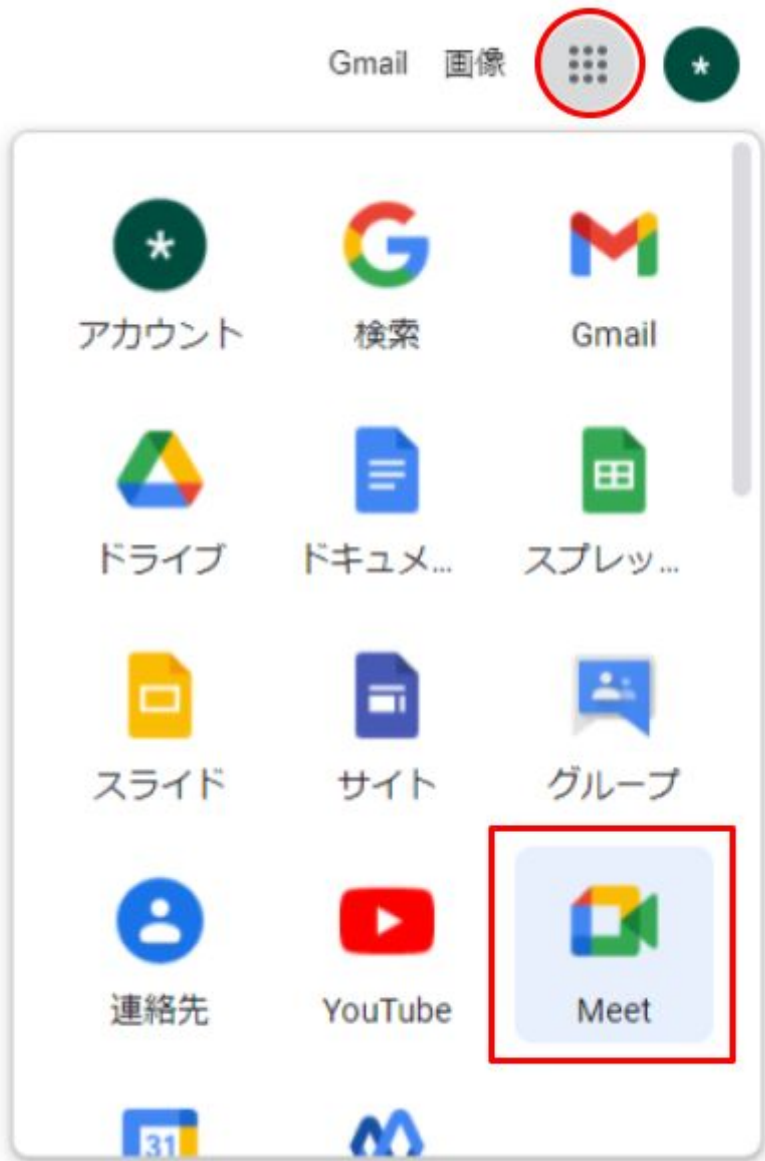 Gmail 画像
*
*
アカウント 検索 Gmail
ドライブ ドキュメ... スプレッ...
スライド サイト グループ
連絡先 YouTube Meet
31